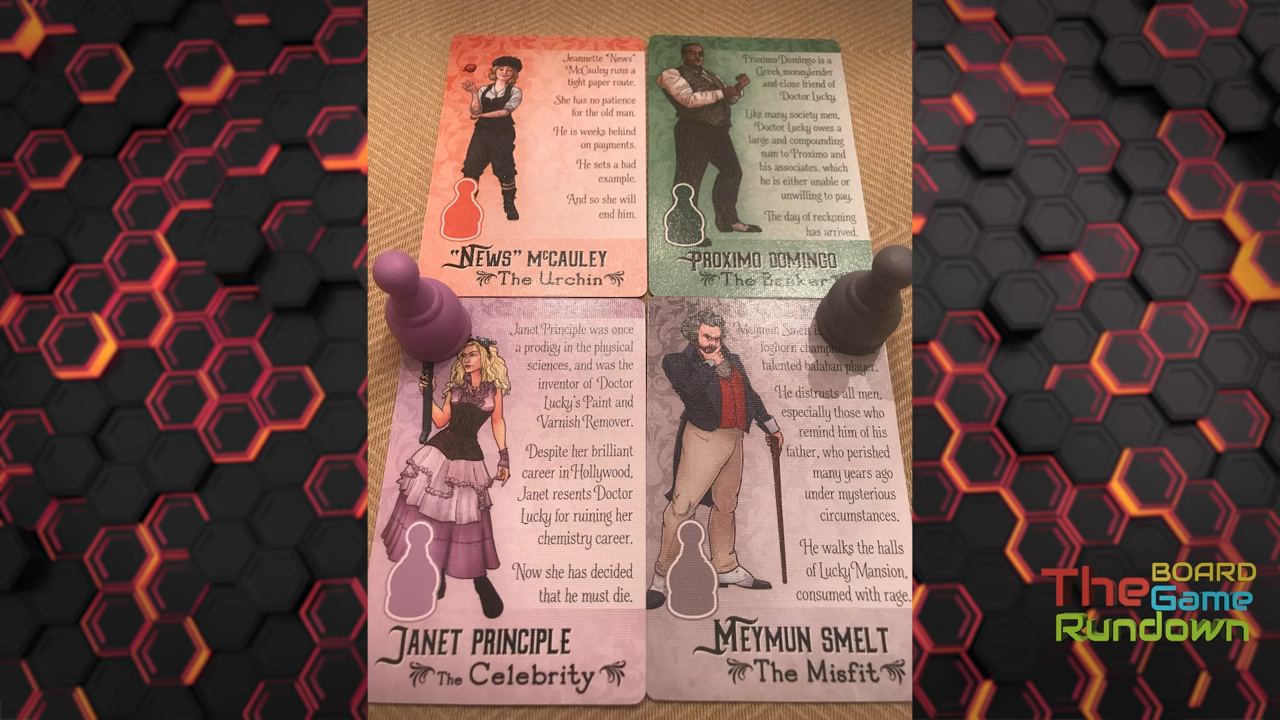 Jeannette "News"
McCauley runs a
tight paper route.
She has no patience
for the old man.
He is weeks behind
on payments.
He sets a bad
example.
And so she will
end him.
"NEWS" McCAULEY
The Urchin
Proximo Domingo is a
Greek moneylender
and close friend of
Doctor Lucky.
Like many society men,
Doctor Lucky owes a
large and compounding
sum to Proximo and
his associates, which
he is either unable or
unwilling to pay.
The day of reckoning
has arrived.
PROXIMO DOMINGO
The Banker
Janet Principle was once
a prodigy in the physical
sciences, and was the
inventor of Doctor
Lucky's Paint and
Varnish Remover.
Despite her brilliant
career in Hollywood,
Janet resents Doctor
Lucky for ruining her
chemistry career.
Now she has decided
that he must die.
JANET PRINCIPLE
The Celebrity
Meymun Smelt
foghorn
talented balaban player.
He distrusts all men,
especially those who
remind him of his
father, who perished
many years ago
under mysterious
circumstances.
He walks the halls
of Lucky Mansion,
consumed with rage.
MEYMUN SMELT
The Misfit
The BOARD
Game
Rundown